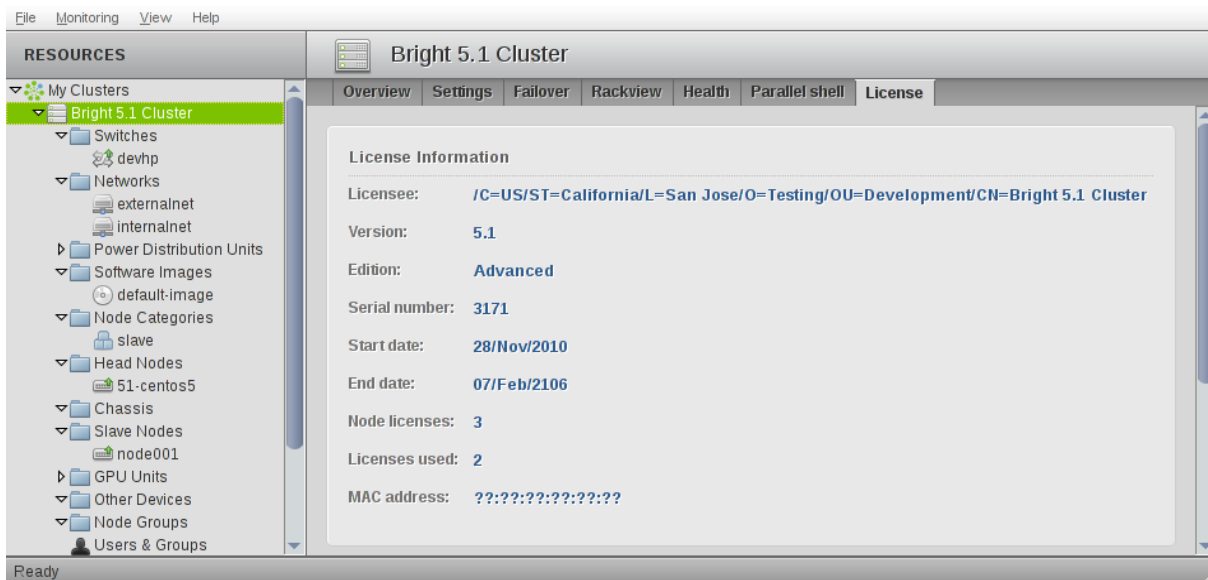 File Monitoring View Help
RESOURCES
My Clusters
Bright 5.1 Cluster
Switches
devhp
Networks
externalnet
internalnet
Power Distribution Units
Software Images
default-image
Node Categories
slave
Head Nodes
51-centos5
Chassis
Slave Nodes
node001
GPU Units
Other Devices
Node Groups
Users & Groups
Bright 5.1 Cluster
Overview Settings Failover Rackview Health Parallel shell License
License Information
Licensee: /C=US/ST=California/L=San Jose/O=Testing/OU=Development/CN=Bright 5.1 Cluster
Version: 5.1
Edition: Advanced
Serial number: 3171
Start date: 28/Nov/2010
End date: 07/Feb/2106
Node licenses: 3
Licenses used: 2
MAC address: ??:??:??:??:??:??
Ready